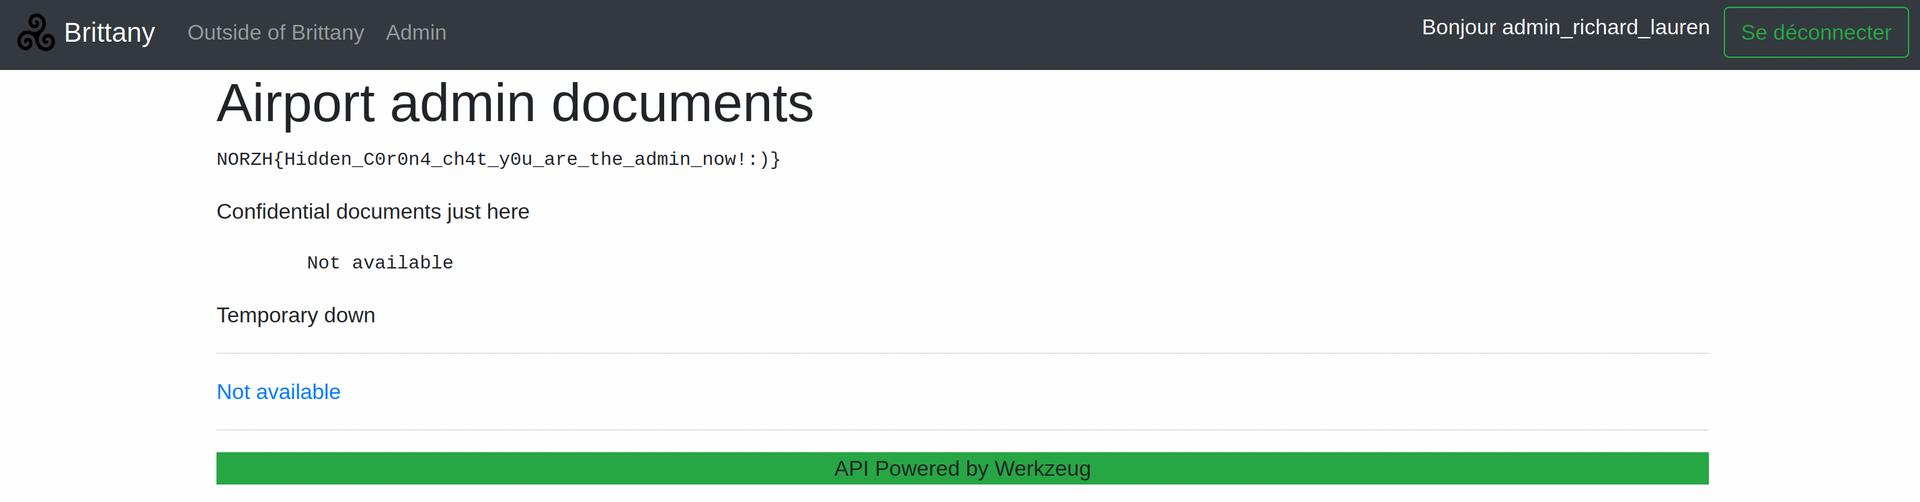 Brittany Outside of Brittany Admin Bonjour admin_richard_lauren Se déconnecter
Airport admin documents
NORZH{Hidden_C0r0n4_ch4t_y0u_are_the_admin_now!:)}
Confidential documents just here
Not available
Temporary down
Not available
API Powered by Werkzeug